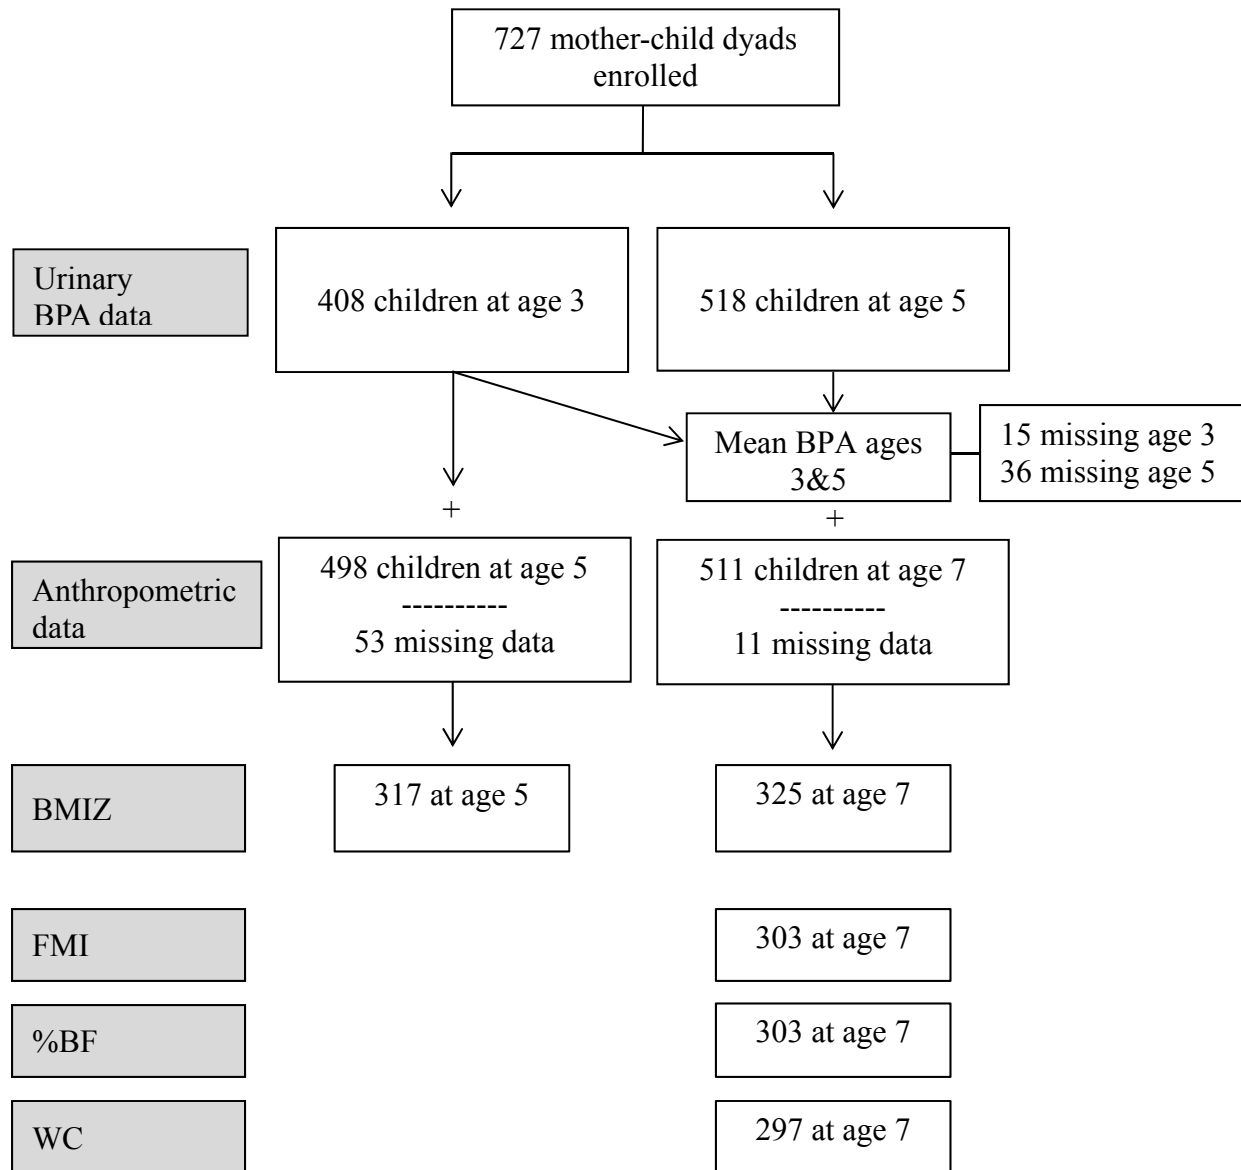 727 mother-child dyads
enrolled
Urinary
BPA data
408 children at age 3
518 children at age 5
Mean BPA ages
3&5
15 missing age 3
36 missing age 5
+
+
Anthropometric
data
498 children at age 5
----------
53 missing data
511 children at age 7
----------
11 missing data
BMIZ
317 at age 5
325 at age 7
FMI
303 at age 7
%BF
303 at age 7
WC
297 at age 7